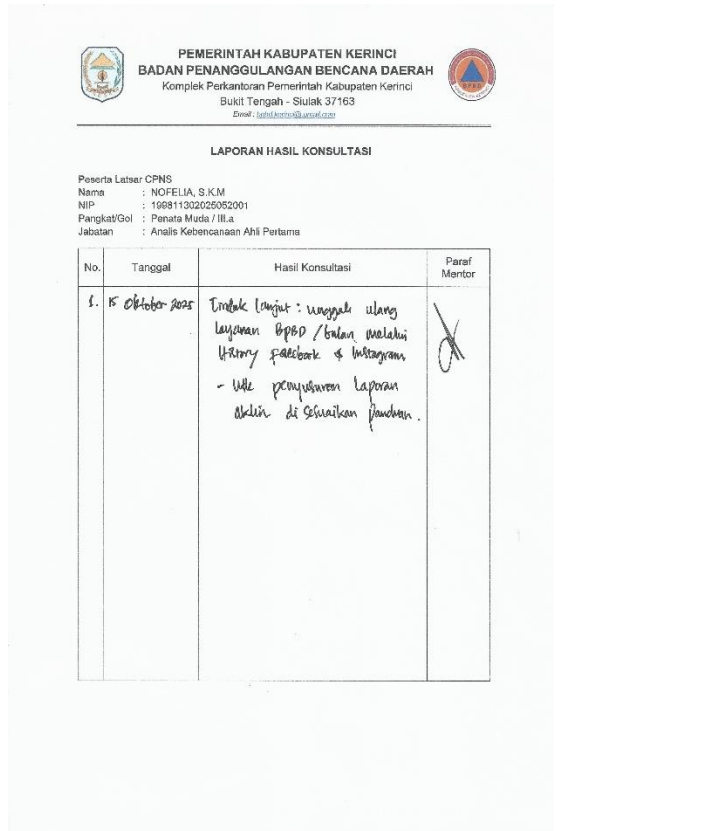 PEMERINTAH KABUPATEN KERINCI
BADAN PENANGGULANGAN BENCANA DAERAH
Komplek Perkantoran Pemerintah Kabupaten Kerinci
Bukit Tengah - Siulak 37163
Email :
LAPORAN HASIL KONSULTASI
Peserta Latsar CPNS
Nama : NOFELIA, S.K.M
NIP : 199811302025052001
Pangkat/Gol : Penata Muda / III.a
Jabatan : Analis Kebencanaan Ahli Pertama
No. Tanggal Hasil Konsultasi Paraf Mentor
1. 15 Oktober 2025 Tindak lanjut : unggah ulang
layanan BPBD / bulan melalui
History Facebook & Instagram
- Utk penyusunan laporan
akhir di sesuaikan panduan.